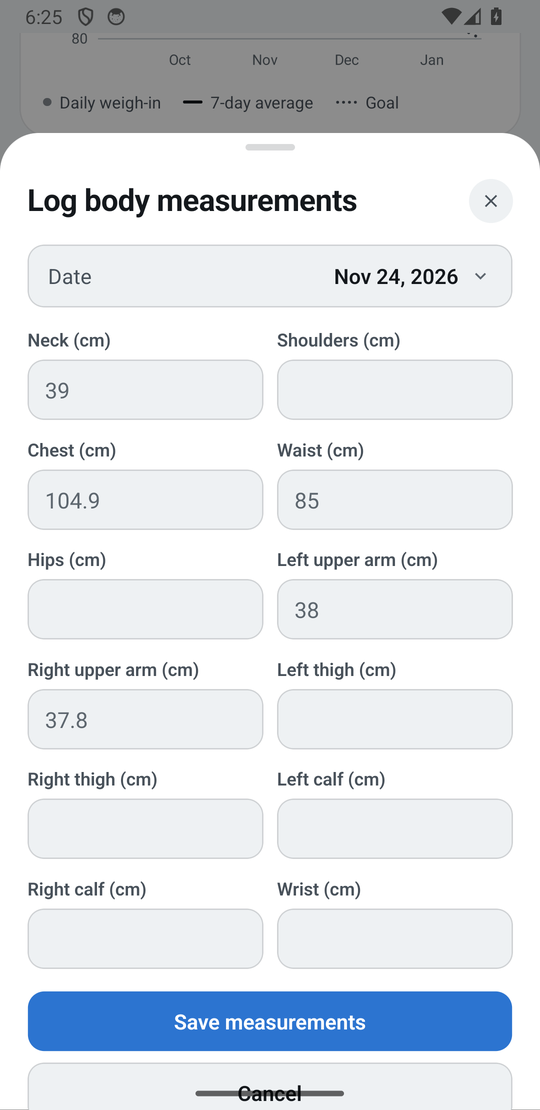 6:25
80
Oct Nov Dec Jan
Daily weigh-in 7-day average Goal
Log body measurements
Date Nov 24, 2026
Neck (cm) Shoulders (cm)
39
Chest (cm) Waist (cm)
104.9 85
Hips (cm) Left upper arm (cm)
38
Right upper arm (cm) Left thigh (cm)
37.8
Right thigh (cm) Left calf (cm)
Right calf (cm) Wrist (cm)
Save measurements
Cancel